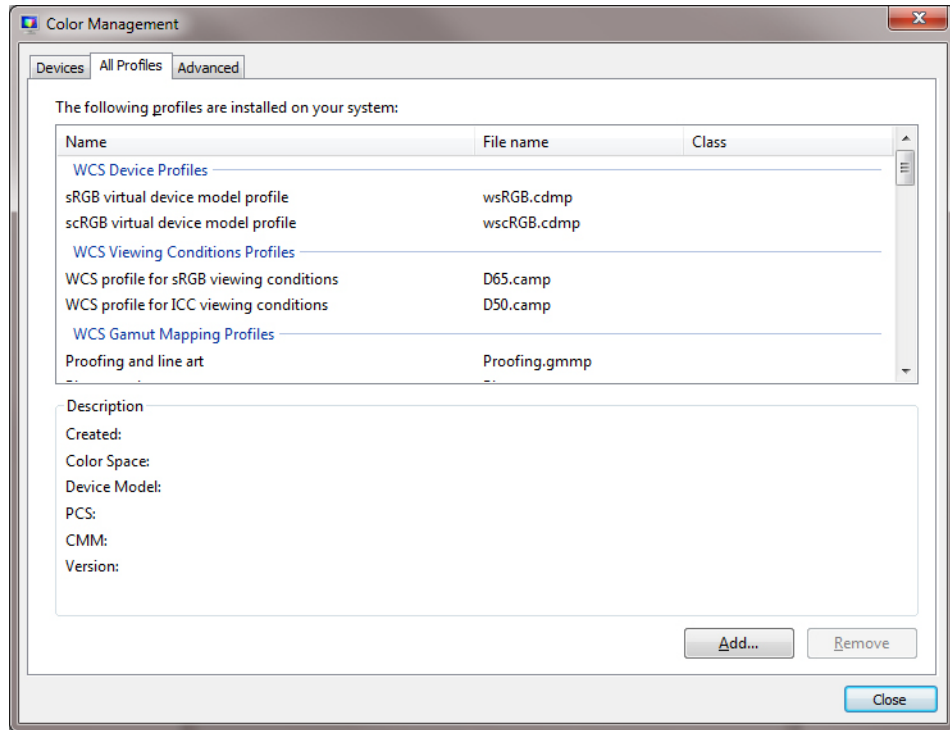 Color Management
Devices All Profiles Advanced
The following profiles are installed on your system:
Name File name Class
WCS Device Profiles
sRGB virtual device model profile wsRGB.cdmp
scRGB virtual device model profile wscRGB.cdmp
WCS Viewing Conditions Profiles
WCS profile for sRGB viewing conditions D65.camp
WCS profile for ICC viewing conditions D50.camp
WCS Gamut Mapping Profiles
Proofing and line art Proofing.gmmp
Description
Created:
Color Space:
Device Model:
PCS:
CMM:
Version:
Add... Remove
Close